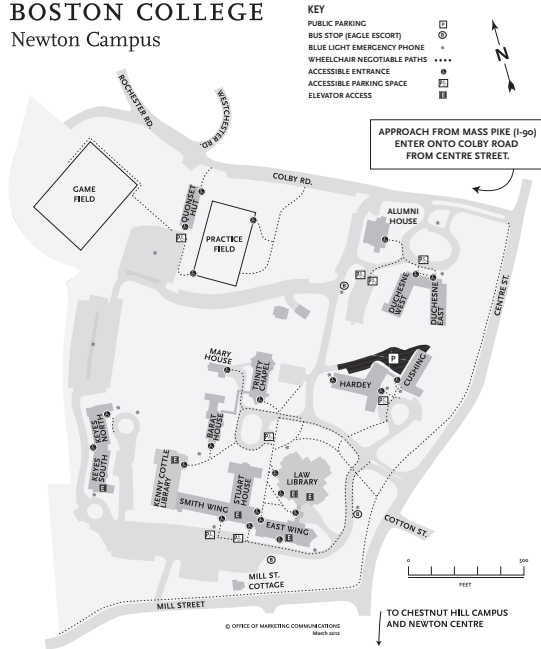 BOSTON COLLEGE
Newton Campus
KEY
PUBLIC PARKING P
BUS STOP (EAGLE ESCORT) B
BLUE LIGHT EMERGENCY PHONE *
WHEELCHAIR NEGOTIABLE PATHS
ACCESSIBLE ENTRANCE
ACCESSIBLE PARKING SPACE
ELEVATOR ACCESS E
N
APPROACH FROM MASS PIKE (I-90)
ENTER ONTO COLBY ROAD
FROM CENTRE STREET.
ROCHESTER RD.
WESTCHESTER RD.
COLBY RD.
GAME
FIELD
QUONSET
HUT
PRACTICE
FIELD
ALUMNI
HOUSE
DUCHESNE
WEST
DUCHESNE
EAST
CENTRE ST.
B
MARY
HOUSE
TRINITY
CHAPEL
P
HARDEY
CUSHING
BARAT
HOUSE
KEYES
NORTH
KEYES
SOUTH
E
KENNY COTTLE
LIBRARY
E
STUART
HOUSE
E
LAW
LIBRARY
E
E
SMITH WING
EAST WING
E
B
COTTON ST.
B
MILL ST.
COTTAGE
MILL STREET
0
500
FEET
TO CHESTNUT HILL CAMPUS
AND NEWTON CENTRE
© OFFICE OF MARKETING COMMUNICATIONS
March 2012